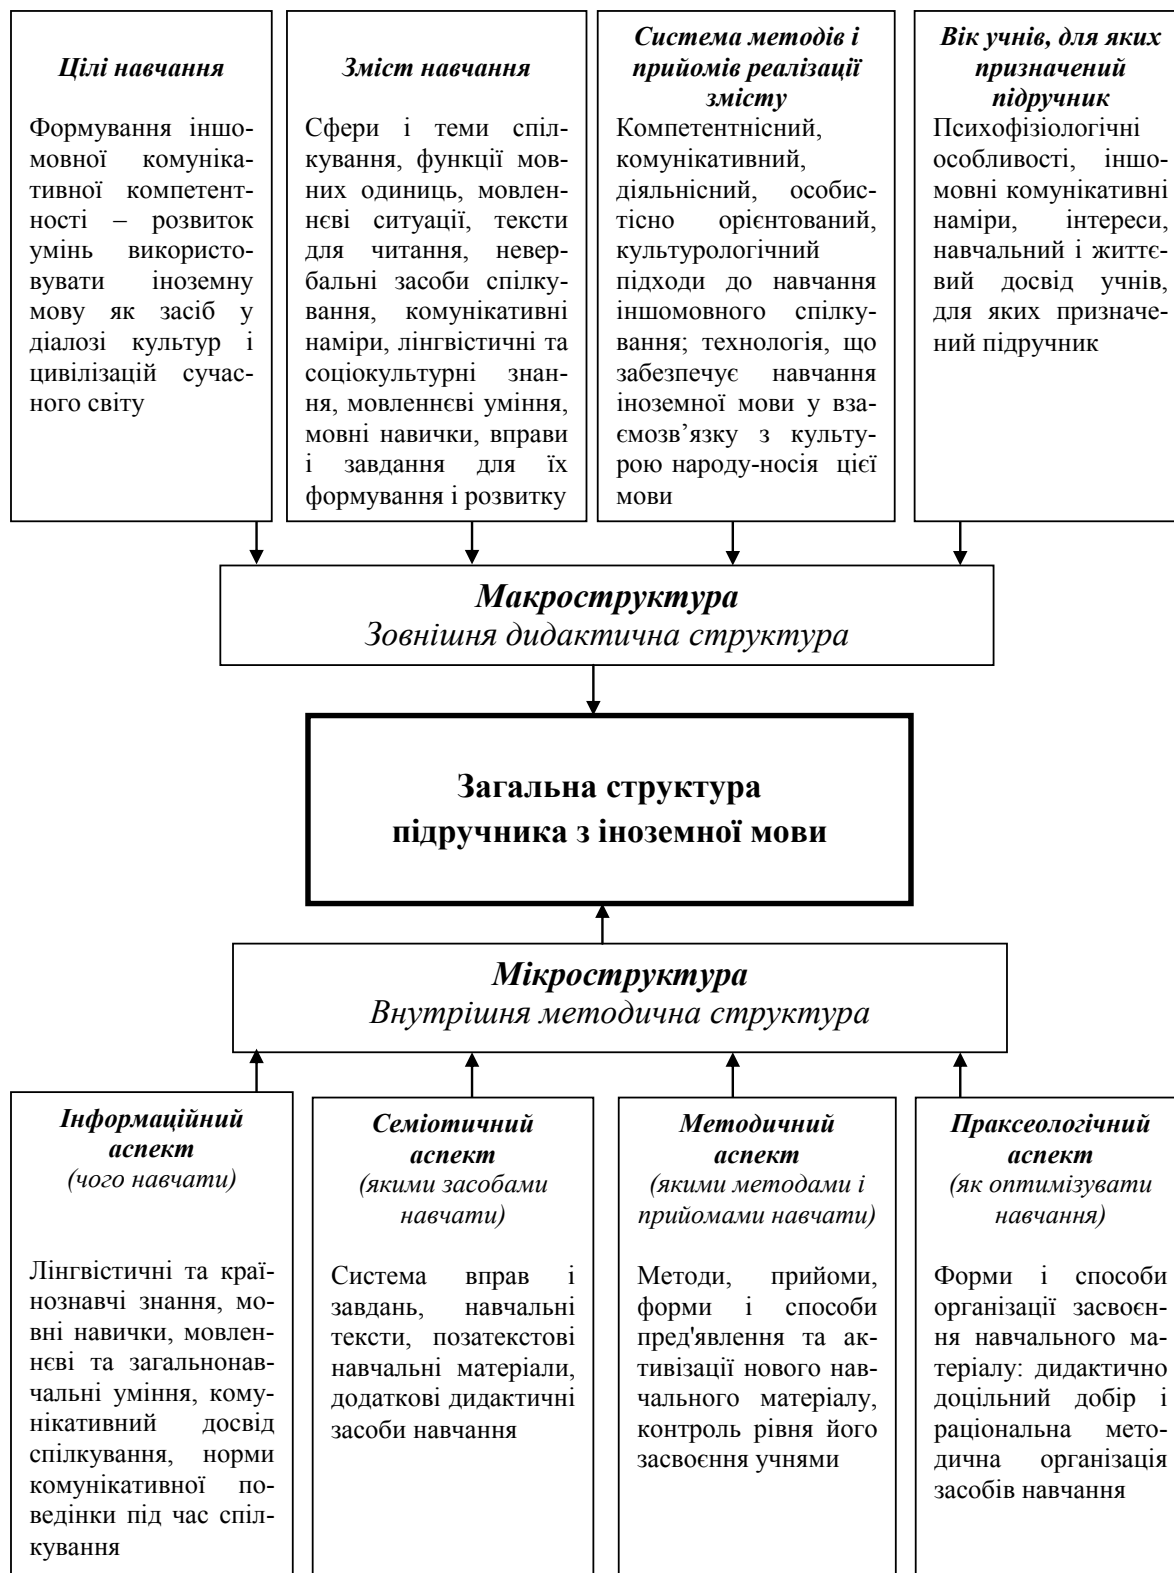 Цілі навчання
Формування іншо-
мовної комуніка-
тивної компетент-
ності – розвиток
умінь використо-
вувати іноземну
мову як засіб у
діалозі культур і
цивілізацій сучас-
ного світу
Зміст навчання
Сфери і теми спіл-
кування, функції мов-
них одиниць, мовлен-
нєві ситуації, тексти
для читання, невер-
бальні засоби спілку-
вання, комунікативні
наміри, лінгвістичні та
соціокультурні знан-
ня, мовленнєві уміння,
мовні навички, вправи
і завдання для їх
формування і розвитку
Система методів і
прийомів реалізації
змісту
Компетентнісний,
комунікативний,
діяльнісний, особис-
тісно орієнтований,
культурологічний
підходи до навчання
іншомовного спілку-
вання; технологія, що
забезпечує навчання
іноземної мови у вза-
ємозв’язку з культу-
рою народу-носія цієї
мови
Вік учнів, для яких
призначений
підручник
Психофізіологічні
особливості, іншо-
мовні комунікативні
наміри, інтереси,
навчальний і життє-
вий досвід учнів,
для яких призначе-
ний підручник
Макроструктура
Зовнішня дидактична структура
Загальна структура
підручника з іноземної мови
Мікроструктура
Внутрішня методична структура
Інформаційний
аспект
(чого навчати)
Лінгвістичні та краї-
нознавчі знання, мо-
вні навички, мовлен-
нєві та загальнонав-
чальні уміння, кому-
нікативний досвід
спілкування, норми
комунікативної по-
ведінки під час спіл-
кування
Семіотичний
аспект
(якими засобами
навчати)
Система вправ і
завдань, навчальні
тексти, позатекстові
навчальні матеріали,
додаткові дидактичні
засоби навчання
Методичний
аспект
(якими методами і
прийомами навчати)
Методи, прийоми,
форми і способи
пред'явлення та ак-
тивізації нового нав-
чального матеріалу,
контроль рівня його
засвоєння учнями
Праксеологічний
аспект
(як оптимізувати
навчання)
Форми і способи
організації засвоєн-
ня навчального ма-
теріалу: дидактично
доцільний добір і
раціональна мето-
дична організація
засобів навчання